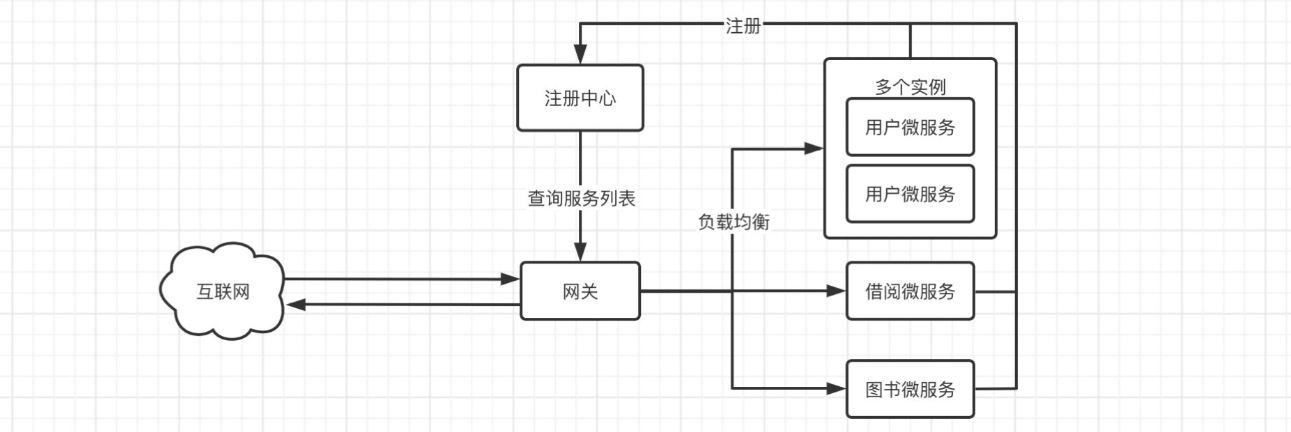 注册
注册中心
多个实例
用户微服务
用户微服务
查询服务列表
负载均衡
互联网
网关
借阅微服务
图书微服务